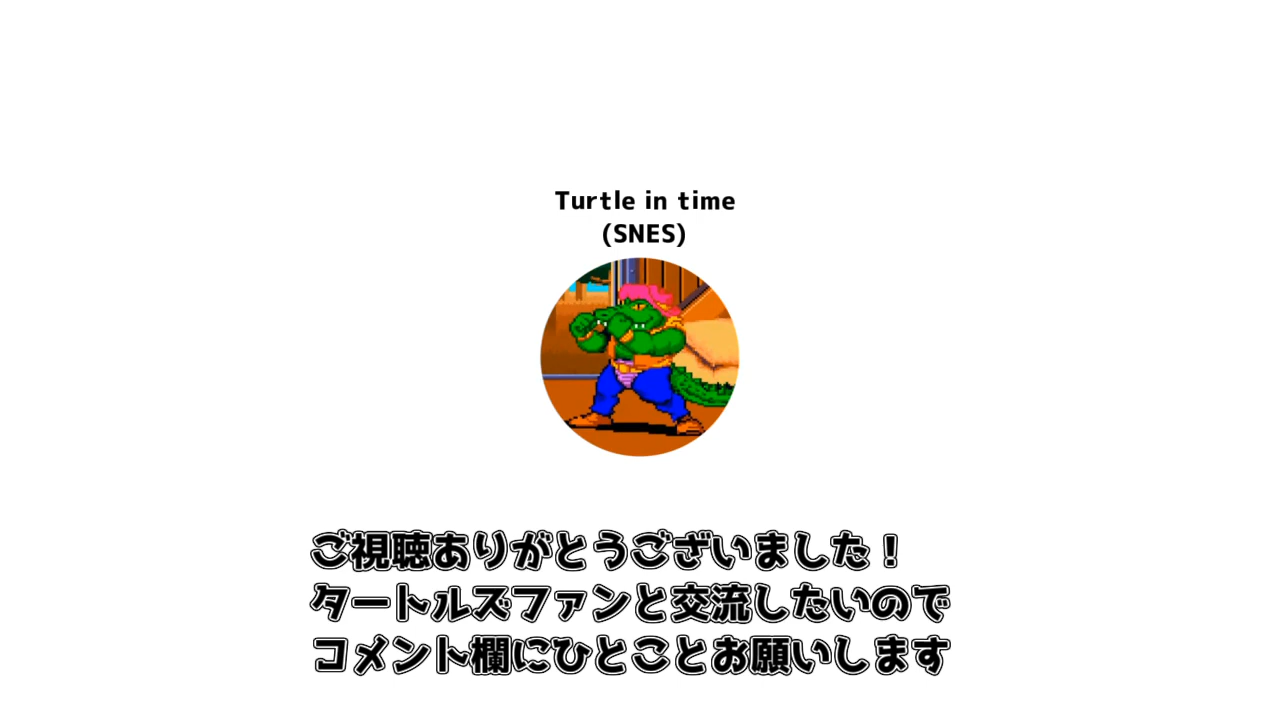 Turtle in time
(SNES)
ご視聴ありがとうございました！
タートルズファンと交流したいので
コメント欄にひとことお願いします